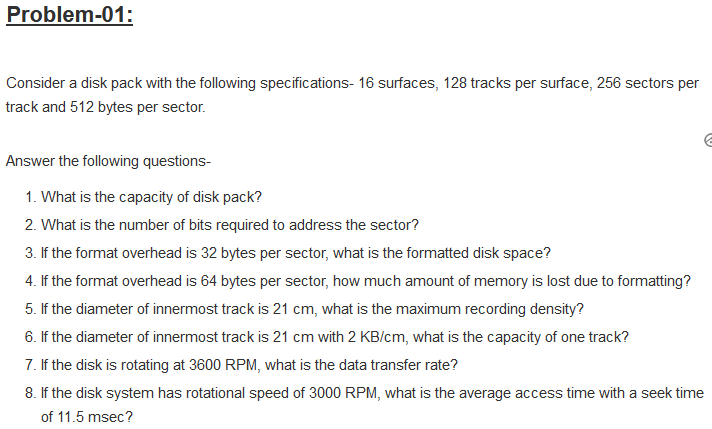 Problem-01:
Consider a disk pack with the following specifications- 16 surfaces, 128 tracks per surface, 256 sectors per
track and 512 bytes per sector.
Answer the following questions-
1. What is the capacity of disk pack?
2. What is the number of bits required to address the sector?
3. If the format overhead is 32 bytes per sector, what is the formatted disk space?
4. If the format overhead is 64 bytes per sector, how much amount of memory is lost due to formatting?
5. If the diameter of innermost track is 21 cm, what is the maximum recording density?
6. If the diameter of innermost track is 21 cm with 2 KB/cm, what is the capacity of one track?
7. If the disk is rotating at 3600 RPM, what is the data transfer rate?
8. If the disk system has rotational speed of 3000 RPM, what is the average access time with a seek time
of 11.5 msec?